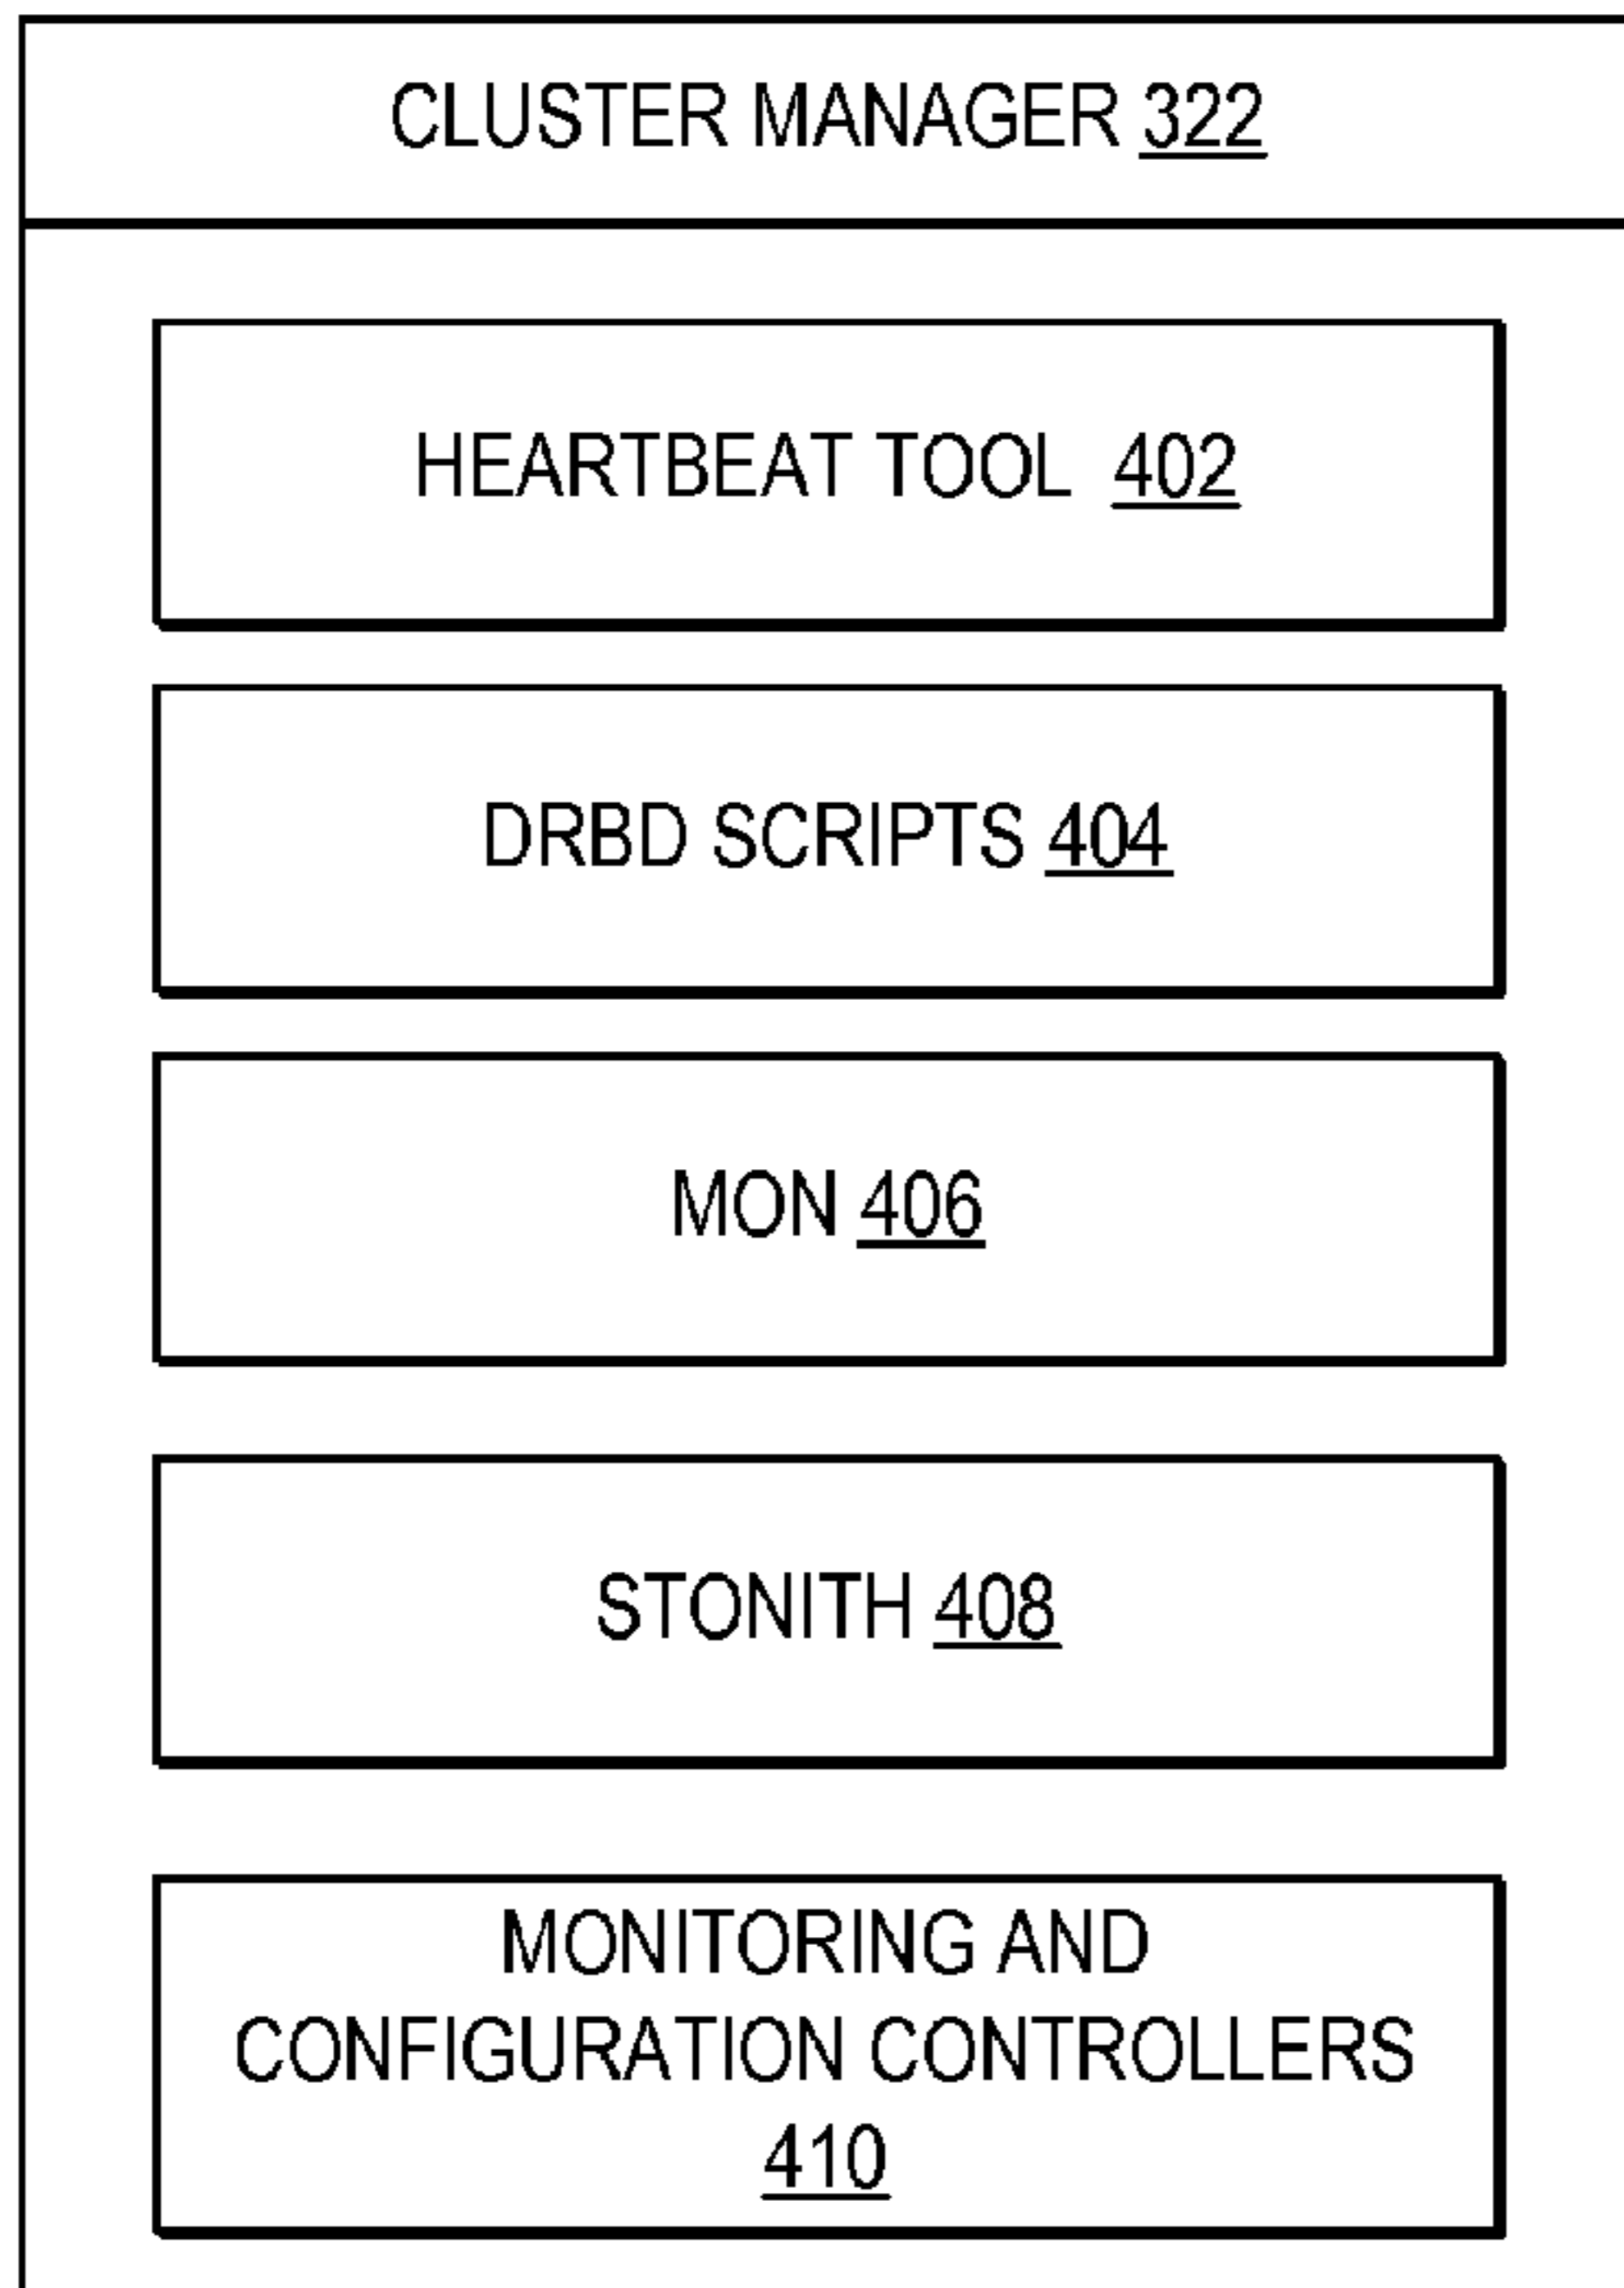 CLUSTER MANAGER 322
HEARTBEAT TOOL 402
DRBD SCRIPTS 404
MON 406
STONITH 408
MONITORING AND
CONFIGURATION CONTROLLERS
410